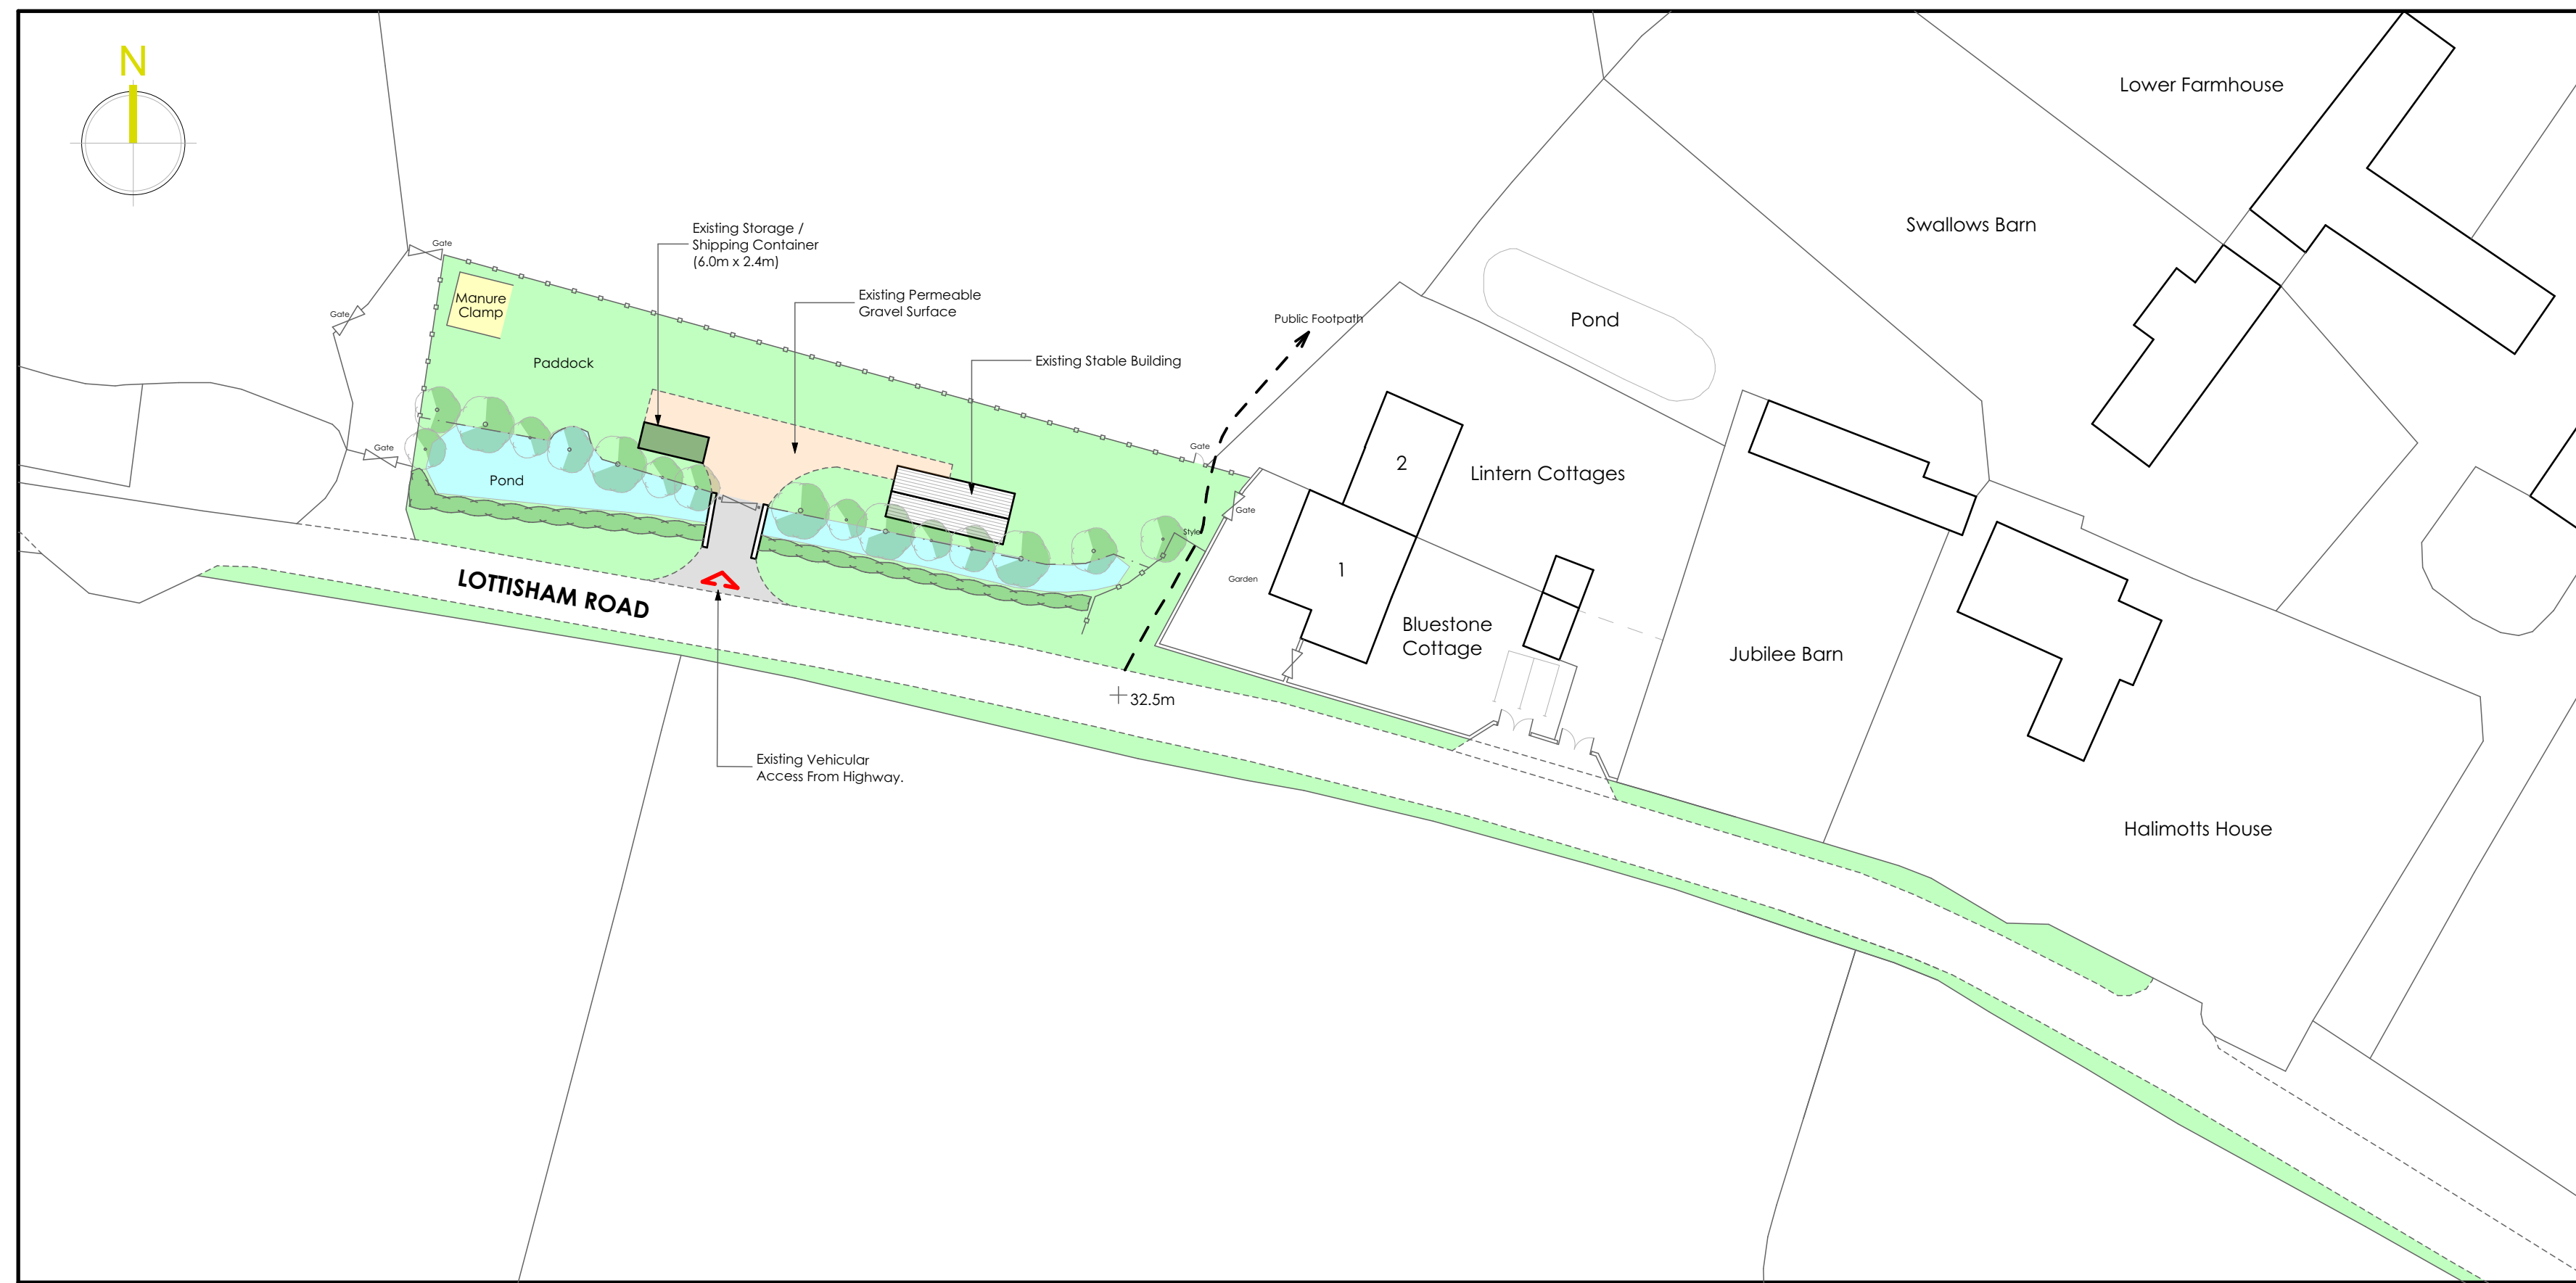 N
Lower Farmhouse
Swallows Barn
Existing Storage /
Shipping Container
(6.0m x 2.4m)
Gate
Manure
Clamp
Existing Permeable
Gravel Surface
Gate
Public Footpath
Pond
Paddock
Existing Stable Building
Gate
Gate
2
Lintern Cottages
Pond
Gate
Style
LOTTISHAM ROAD
Garden
1
Bluestone
Cottage
Jubilee Barn
32.5m
Existing Vehicular
Access From Highway.
Halimotts House